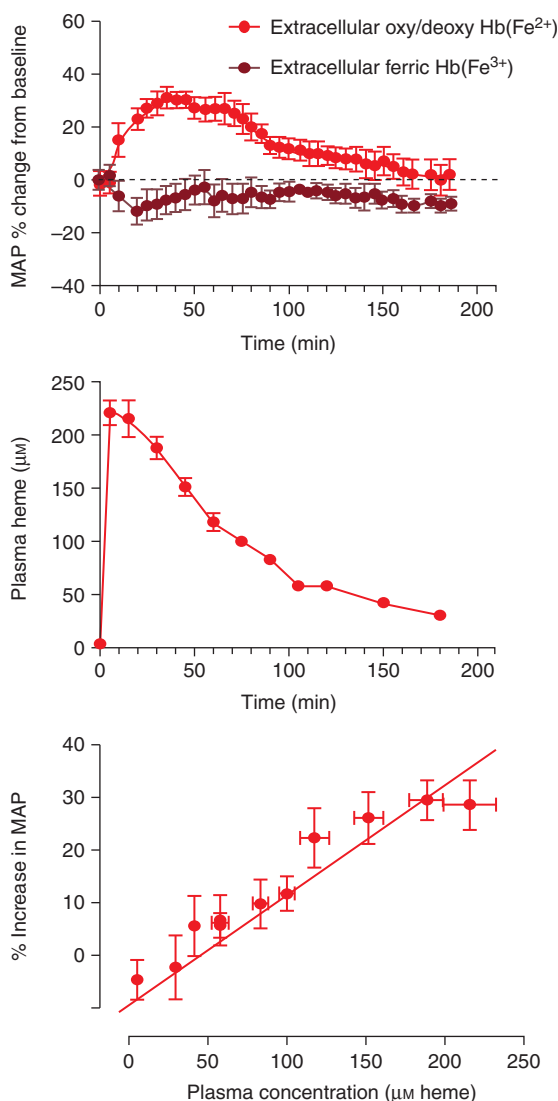 Extracellular oxy/deoxy Hb(Fe²⁺)
Extracellular ferric Hb(Fe³⁺)
MAP % change from baseline
60
40
20
0
−20
−40
0 50 100 150 200
Time (min)
Plasma heme (μM)
250
200
150
100
50
0
0 50 100 150 200
Time (min)
% Increase in MAP
40
30
20
10
0
0 50 100 150 200 250
Plasma concentration (μM heme)